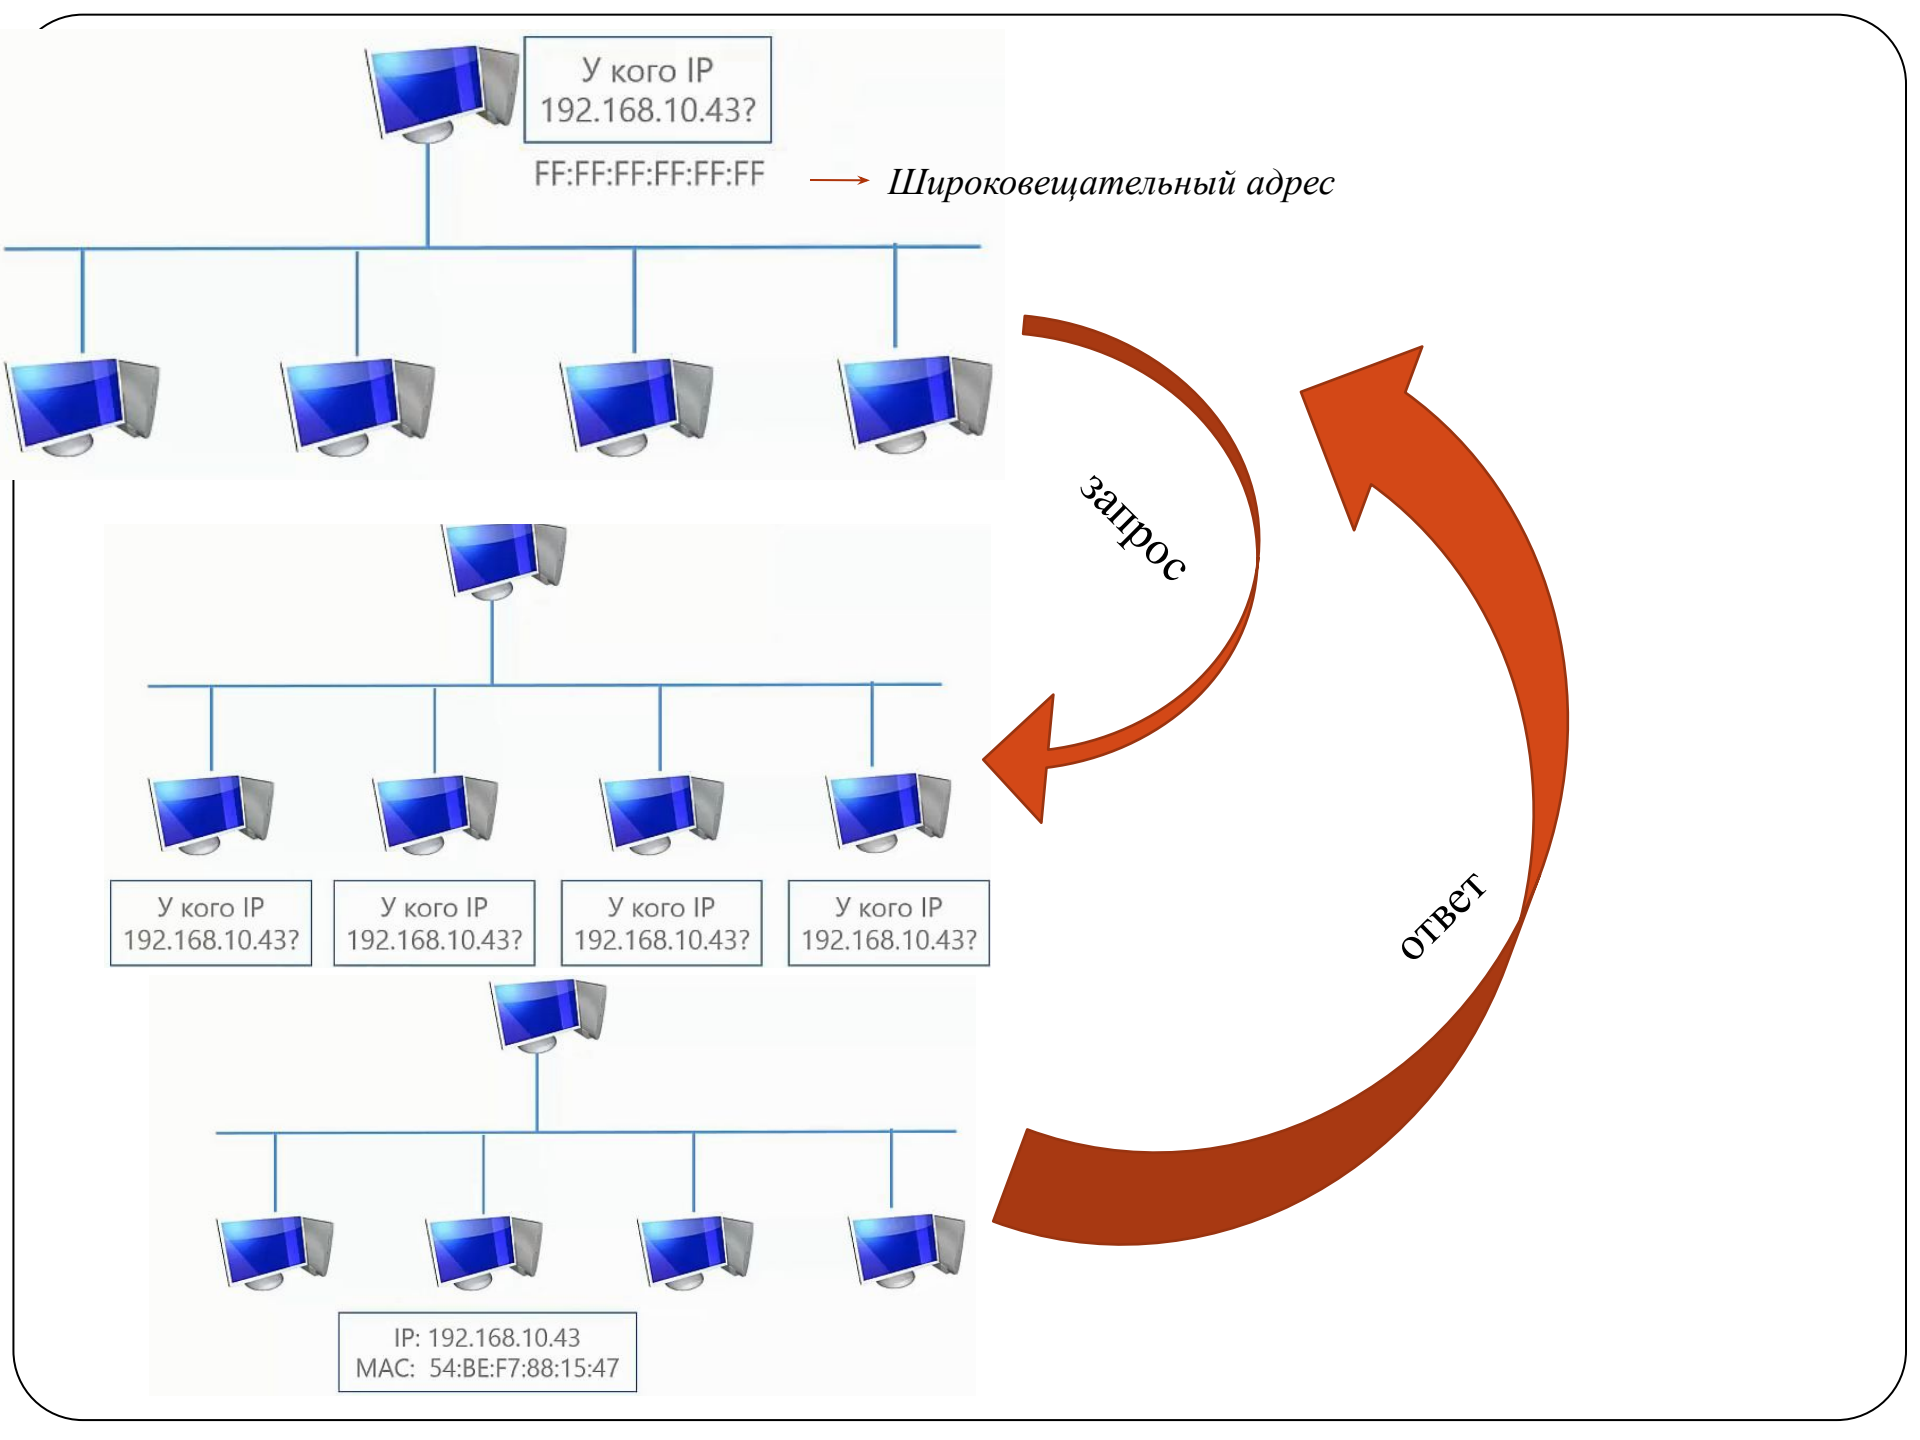 У кого IP
192.168.10.43?
FF:FF:FF:FF:FF:FF
Широковещательный адрес
запрос
У кого IP
192.168.10.43?
У кого IP
192.168.10.43?
У кого IP
192.168.10.43?
У кого IP
192.168.10.43?
ответ
IP: 192.168.10.43
MAC: 54:BE:F7:88:15:47